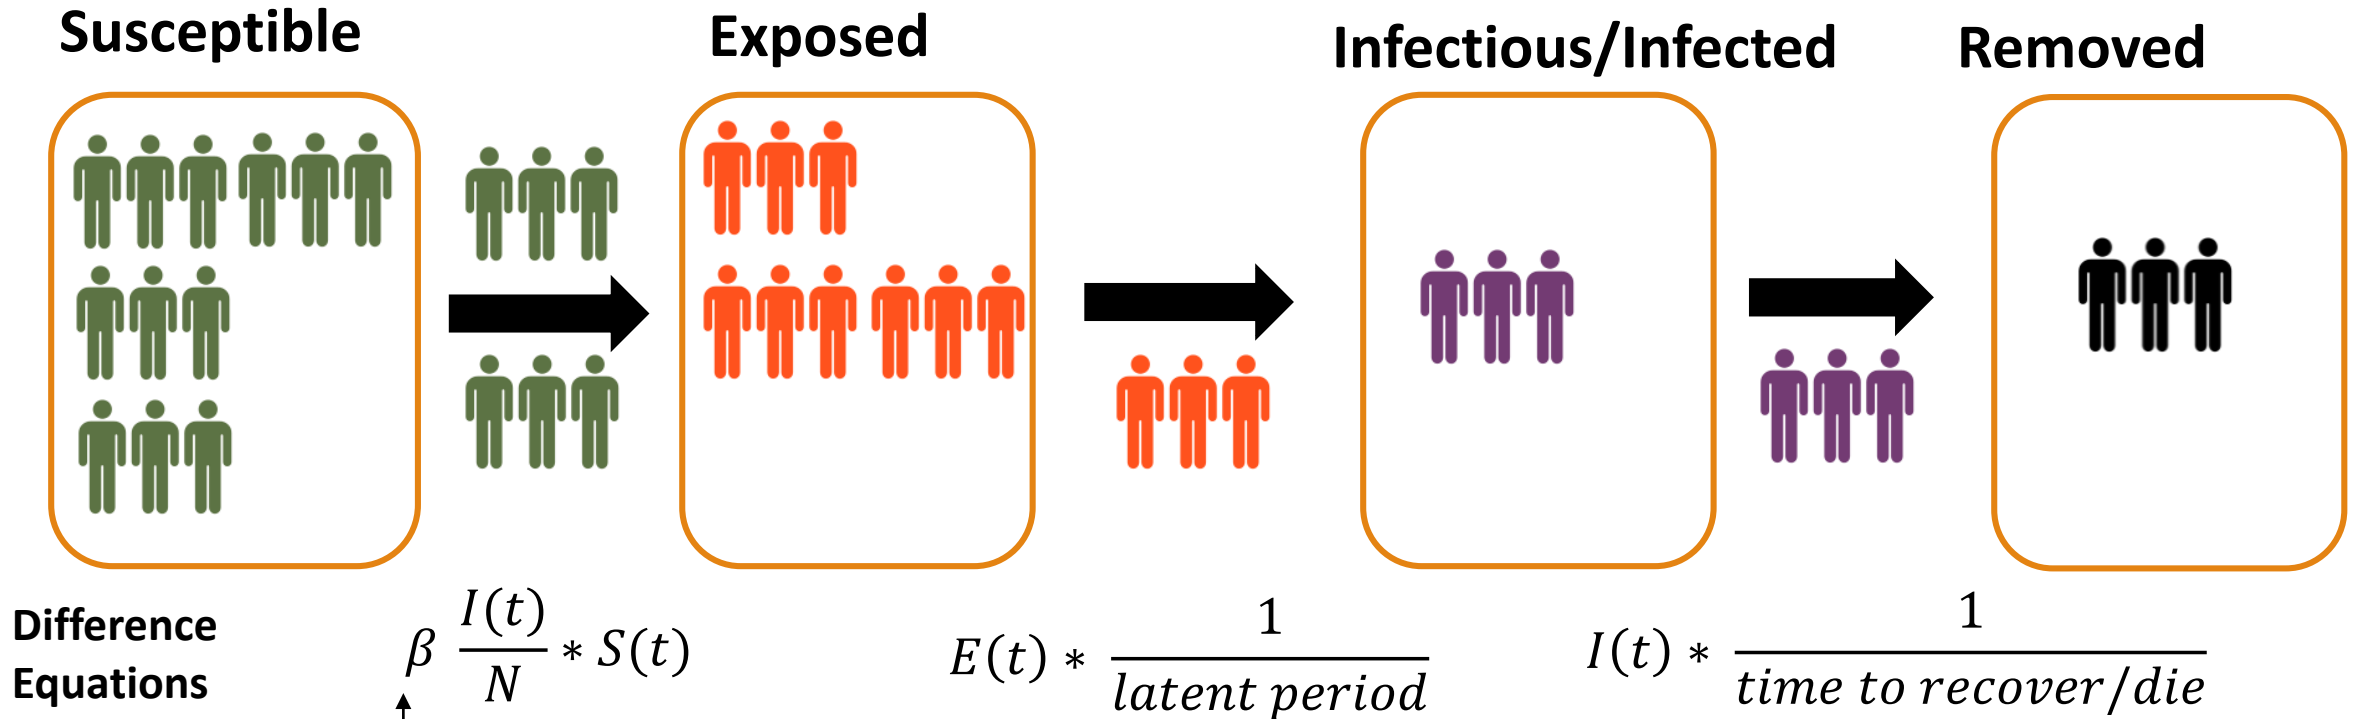 Susceptible
Exposed
Infectious/Infected
Removed
Difference
Equations
β I(t)/N * S(t)
E(t) * 1/latent period
I(t) * 1/time to recover/die